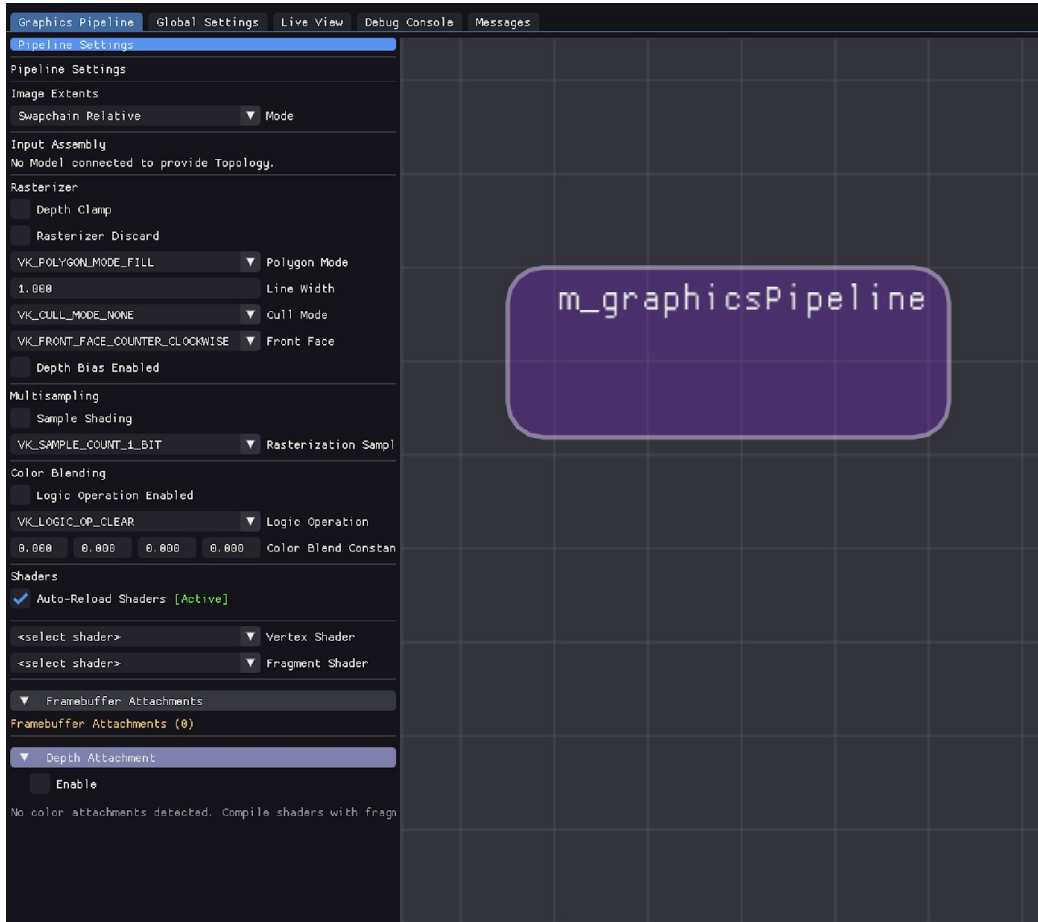 Graphics Pipeline Global Settings Live View Debug Console Messages
Pipeline Settings
Pipeline Settings
Image Extents
Swapchain Relative Mode
Input Assembly
No Model connected to provide Topology.
Rasterizer
Depth Clamp
Rasterizer Discard
VK_POLYGON_MODE_FILL Polygon Mode
1.000 Line Width
VK_CULL_MODE_NONE Cull Mode
VK_FRONT_FACE_COUNTER_CLOCKWISE Front Face
Depth Bias Enabled
Multisampling
Sample Shading
VK_SAMPLE_COUNT_1_BIT Rasterization Sampl
Color Blending
Logic Operation Enabled
VK_LOGIC_OP_CLEAR Logic Operation
0.000 0.000 0.000 0.000 Color Blend Constan
Shaders
Auto-Reload Shaders [Active]
<select shader> Vertex Shader
<select shader> Fragment Shader
Framebuffer Attachments
Framebuffer Attachments (0)
Depth Attachment
Enable
No color attachments detected. Compile shaders with fragm
m_graphicsPipeline